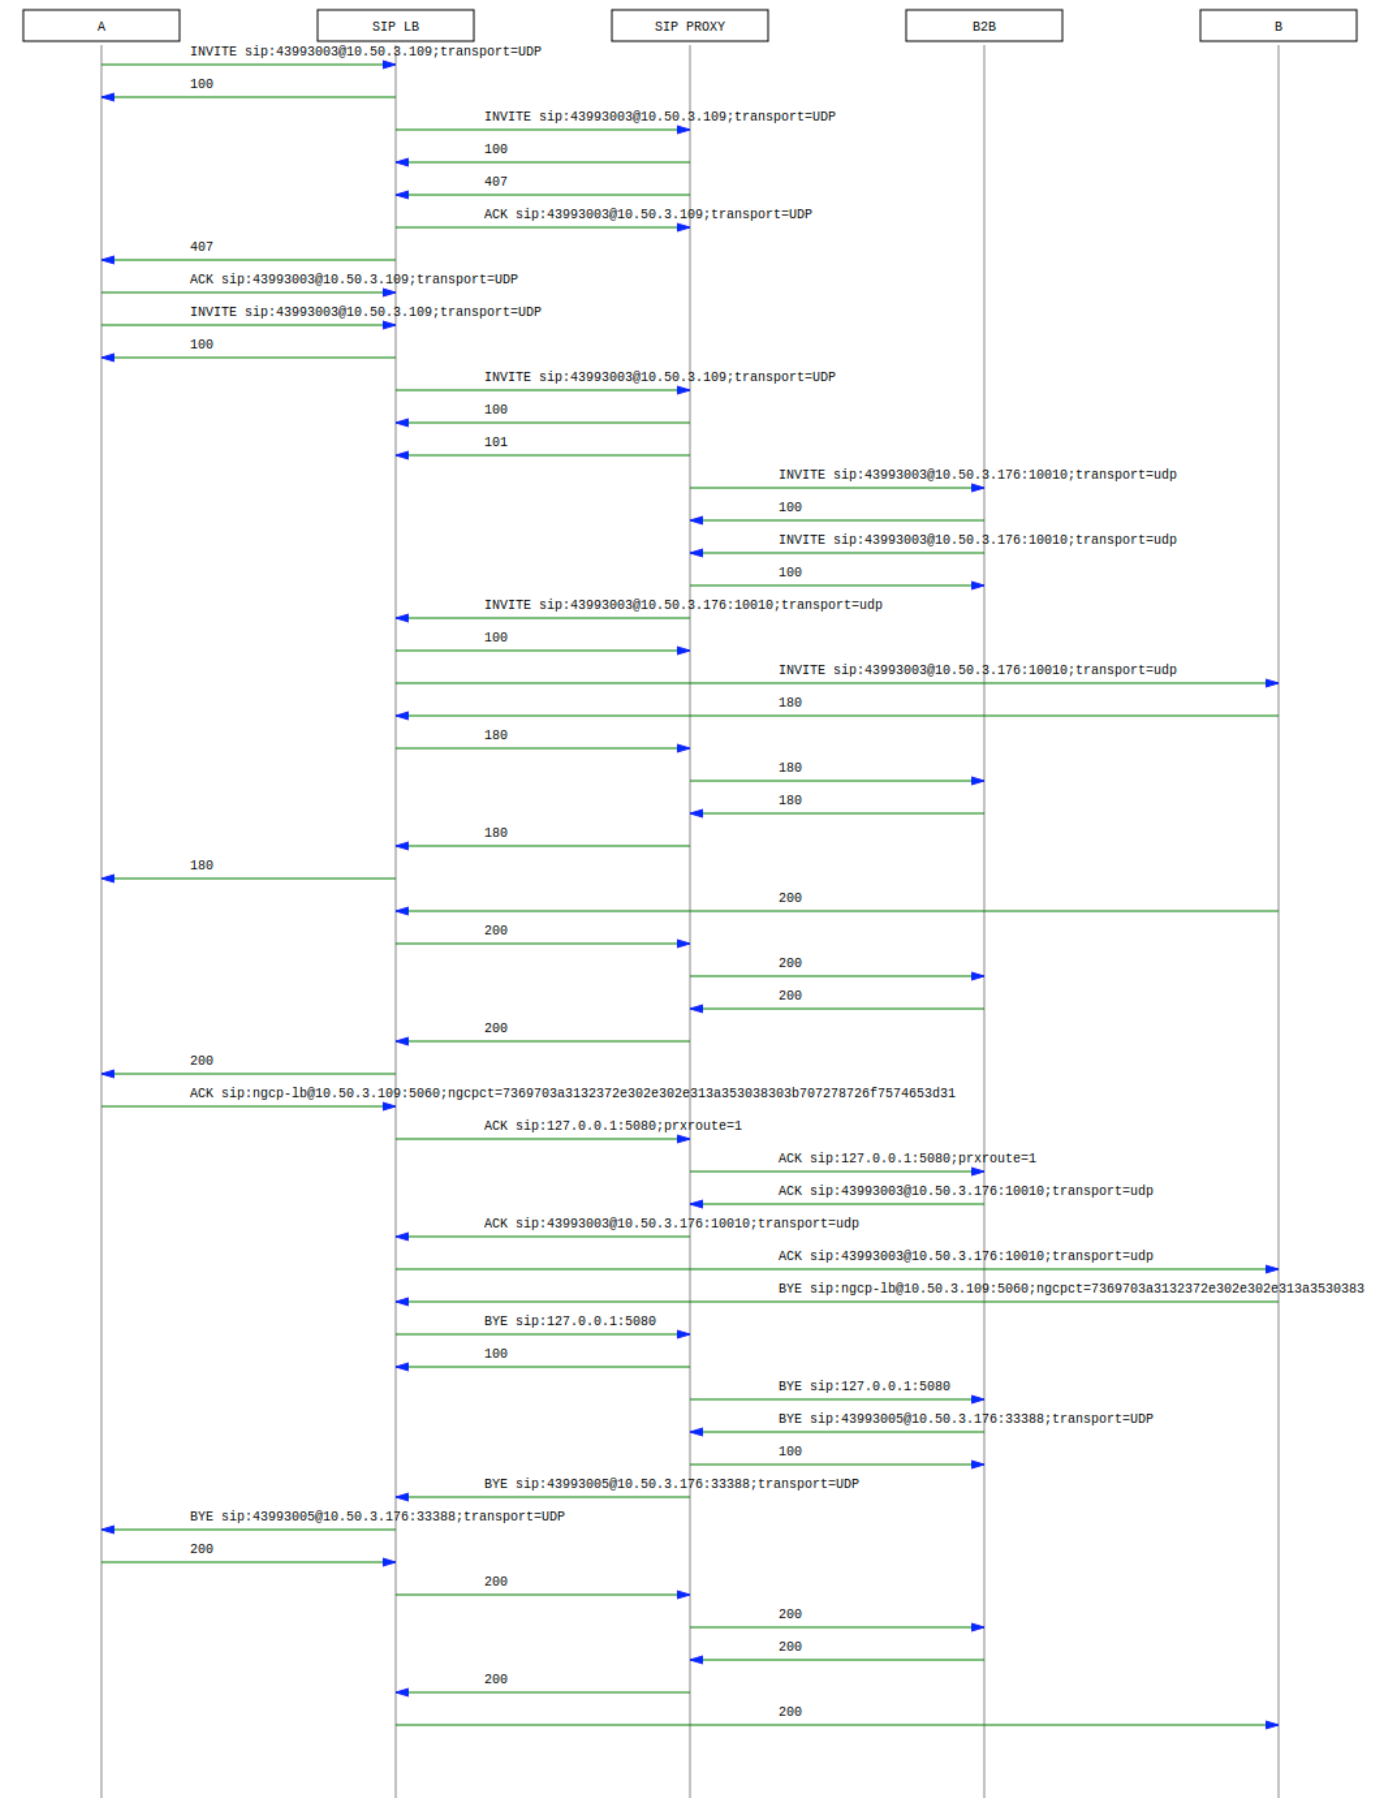 A
SIP LB
SIP PROXY
B2B
B
INVITE sip:43993003@10.50.3.109;transport=UDP
100
INVITE sip:43993003@10.50.3.109;transport=UDP
100
407
ACK sip:43993003@10.50.3.109;transport=UDP
407
ACK sip:43993003@10.50.3.109;transport=UDP
INVITE sip:43993003@10.50.3.109;transport=UDP
100
INVITE sip:43993003@10.50.3.109;transport=UDP
100
101
INVITE sip:43993003@10.50.3.176:10010;transport=udp
100
INVITE sip:43993003@10.50.3.176:10010;transport=udp
100
INVITE sip:43993003@10.50.3.176:10010;transport=udp
100
INVITE sip:43993003@10.50.3.176:10010;transport=udp
180
180
180
180
180
180
200
200
200
200
200
200
ACK sip:ngcp-lb@10.50.3.109:5060;ngcpct=7369703a3132372e302e302e313a353038303b707278726f7574653d31
ACK sip:127.0.0.1:5080;prxroute=1
ACK sip:127.0.0.1:5080;prxroute=1
ACK sip:43993003@10.50.3.176:10010;transport=udp
ACK sip:43993003@10.50.3.176:10010;transport=udp
ACK sip:43993003@10.50.3.176:10010;transport=udp
BYE sip:ngcp-lb@10.50.3.109:5060;ngcpct=7369703a3132372e302e302e313a3530383
BYE sip:127.0.0.1:5080
100
BYE sip:127.0.0.1:5080
BYE sip:43993005@10.50.3.176:33388;transport=UDP
100
BYE sip:43993005@10.50.3.176:33388;transport=UDP
BYE sip:43993005@10.50.3.176:33388;transport=UDP
200
200
200
200
200
200